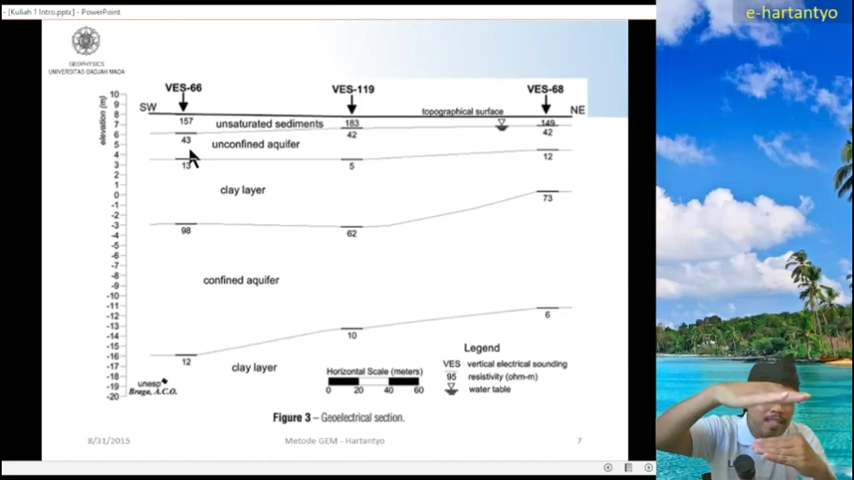 - [Kuliah 1 Intro.pptx] - PowerPoint
e-hartantyo
GEOPHYSICS
UNIVERSITAS GADJAH MADA
VES-66
VES-119
VES-68
SW
NE
topographical surface
elevation (m)
10
9
8
7
6
5
4
3
2
1
0
-1
-2
-3
-4
-5
-6
-7
-8
-9
-10
-11
-12
-13
-14
-15
-16
-17
-18
-19
-20
157
unsaturated sediments
183
149
43
unconfined aquifer
42
42
13
5
12
clay layer
73
98
62
confined aquifer
6
12
10
clay layer
Legend
VES vertical electrical sounding
95 resistivity (ohm-m)
water table
Horizontal Scale (meters)
0 20 40 60
unesp
Braga, A.C.O.
Figure 3 – Geoelectrical section.
8/31/2015
Metode GEM - Hartantyo
7